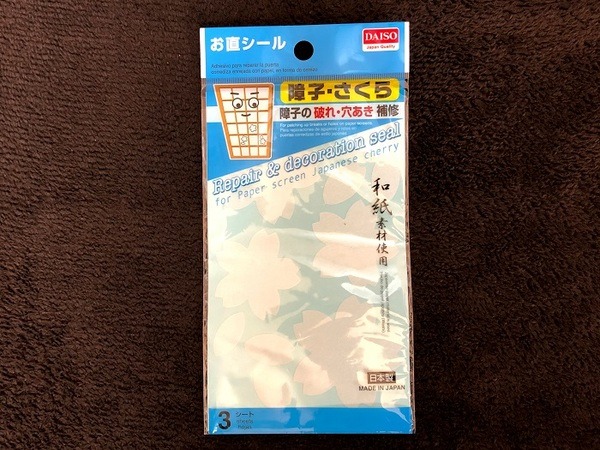 お直シール
DAISO
Japan Quality
障子・さくら
障子の破れ・穴あき補修
Repair & decoration seal
for Paper screen Japanese cherry
和紙素材使用
日本製
MADE IN JAPAN
3シート